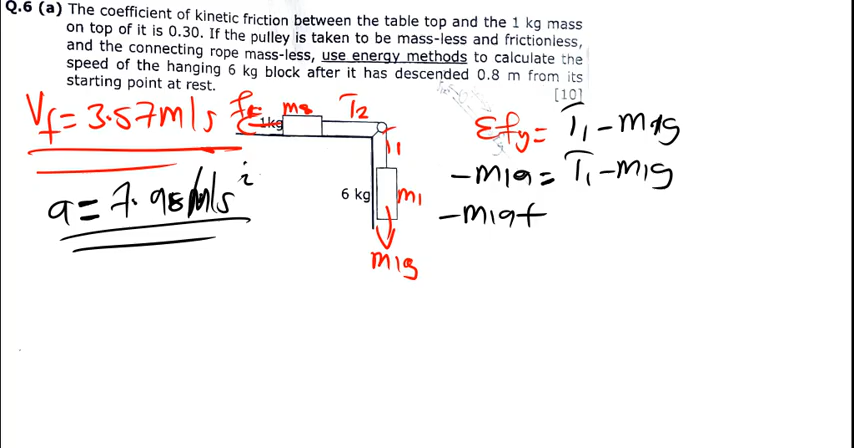 Q.6 (a) The coefficient of kinetic friction between the table top and the 1 kg mass
on top of it is 0.30. If the pulley is taken to be mass-less and frictionless,
and the connecting rope mass-less, use energy methods to calculate the
speed of the hanging 6 kg block after it has descended 0.8 m from its
starting point at rest.
[10]
Vf = 3.57m/s
a = 7.98m/s²
fk
1kg
m2
T2
T1
6 kg
m1
m1g
Σfy = T1 - m1g
-m1a = T1 - m1g
-m1a+